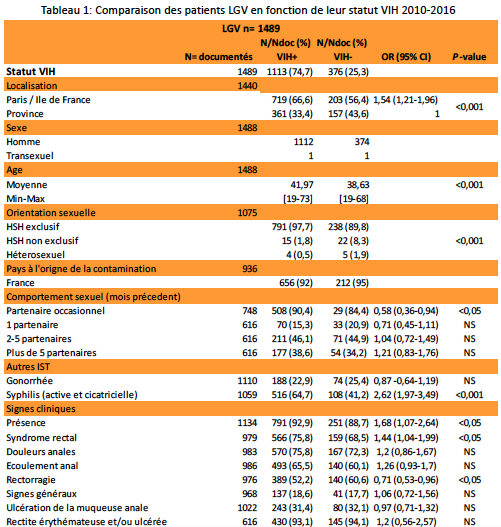 Tableau 1: Comparaison des patients LGV en fonction de leur statut VIH 2010-2016
LGV n= 1489
N/Ndoc (%) N/Ndoc (%)
N= documentés VIH+ VIH- OR (95% CI) P-value
Statut VIH 1489 1113 (74,7) 376 (25,3)
Localisation 1440
Paris / Ile de France 719 (66,6) 203 (56,4) 1,54 (1,21-1,96) <0,001
Province 361 (33,4) 157 (43,6) 1
Sexe 1488
Homme 1112 374
Transexuel 1 1
Age 1488
Moyenne 41,97 38,63 <0,001
Min-Max [19-73] [19-68]
Orientation sexuelle 1075
HSH exclusif 791 (97,7) 238 (89,8)
HSH non exclusif 15 (1,8) 22 (8,3) <0,001
Héterosexuel 4 (0,5) 5 (1,9)
Pays à l'orgine de la contamination 936
France 656 (92) 212 (95)
Comportement sexuel (mois précedent)
Partenaire occasionnel 748 508 (90,4) 29 (84,4) 0,58 (0,36-0,94) <0,05
1 partenaire 616 70 (15,3) 33 (20,9) 0,71 (0,45-1,11) NS
2-5 partenaires 616 211 (46,1) 71 (44,9) 1,04 (0,72-1,49) NS
Plus de 5 partenaires 616 177 (38,6) 54 (34,2) 1,21 (0,83-1,76) NS
Autres IST
Gonorrhée 1110 188 (22,9) 74 (25,4) 0,87 -0,64-1,19) NS
Syphilis (active et cicatricielle) 1059 516 (64,7) 108 (41,2) 2,62 (1,97-3,49) <0,001
Signes cliniques
Présence 1134 791 (92,9) 251 (88,7) 1,68 (1,07-2,64) <0,05
Syndrome rectal 979 566 (75,8) 159 (68,5) 1,44 (1,04-1,99) <0,05
Douleurs anales 983 570 (75,8) 167 (72,3) 1,2 (0,86-1,67) NS
Ecoulement anal 986 493 (65,5) 140 (60,1) 1,26 (0,93-1,7) NS
Rectorragie 976 389 (52,2) 140 (60,6) 0,71 (0,53-0,96) <0,05
Signes généraux 968 137 (18,6) 41 (17,7) 1,06 (0,72-1,56) NS
Ulcération de la muqueuse anale 1022 243 (31,4) 80 (32,1) 0,97 (0,71-1,32) NS
Rectite érythémateuse et/ou ulcérée 616 430 (93,1) 145 (94,1) 1,2 (0,56-2,57) NS